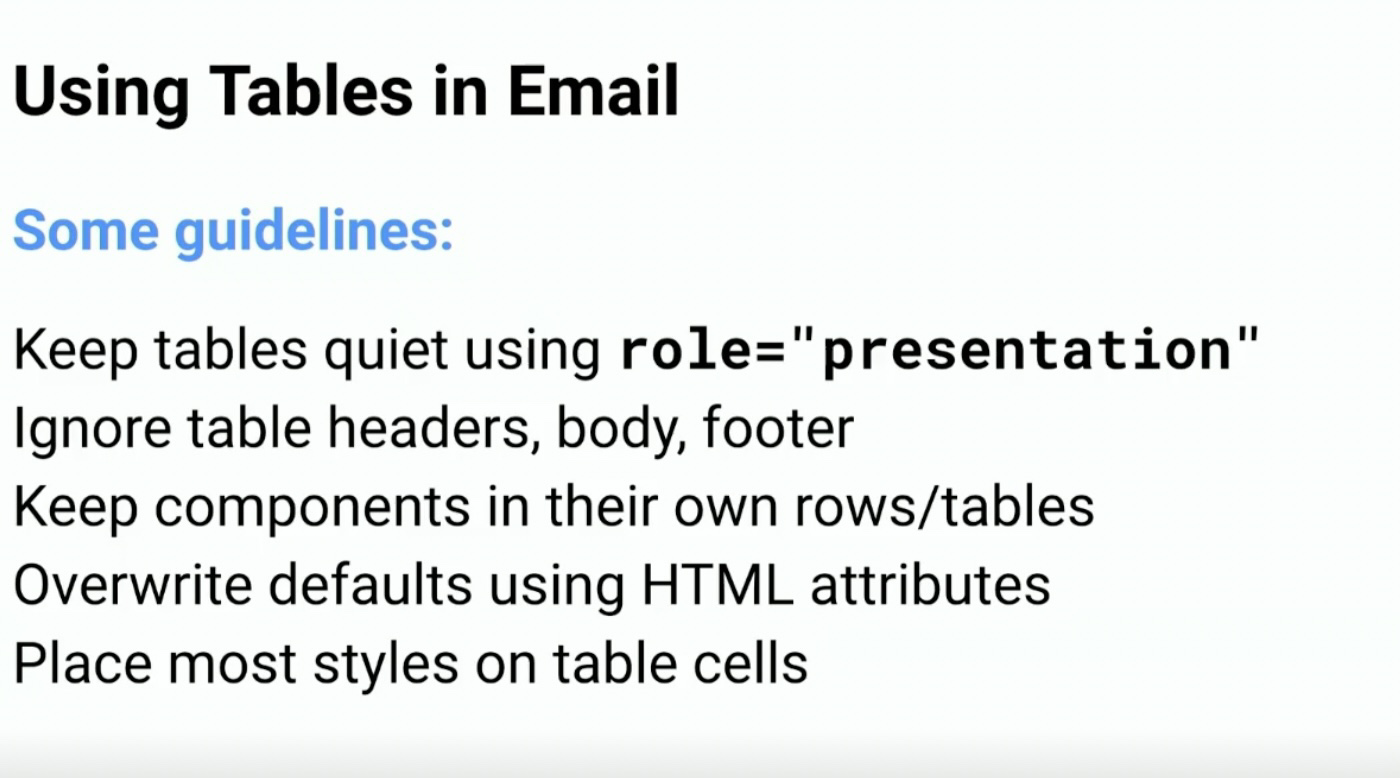 Using Tables in Email
Some guidelines:
Keep tables quiet using role="presentation"
Ignore table headers, body, footer
Keep components in their own rows/tables
Overwrite defaults using HTML attributes
Place most styles on table cells